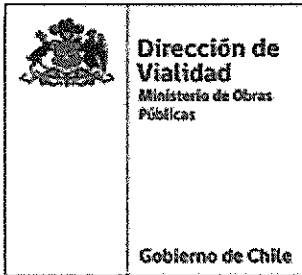 Dirección de
Vialidad
Ministerio de Obras
Públicas
Gobierno de Chile